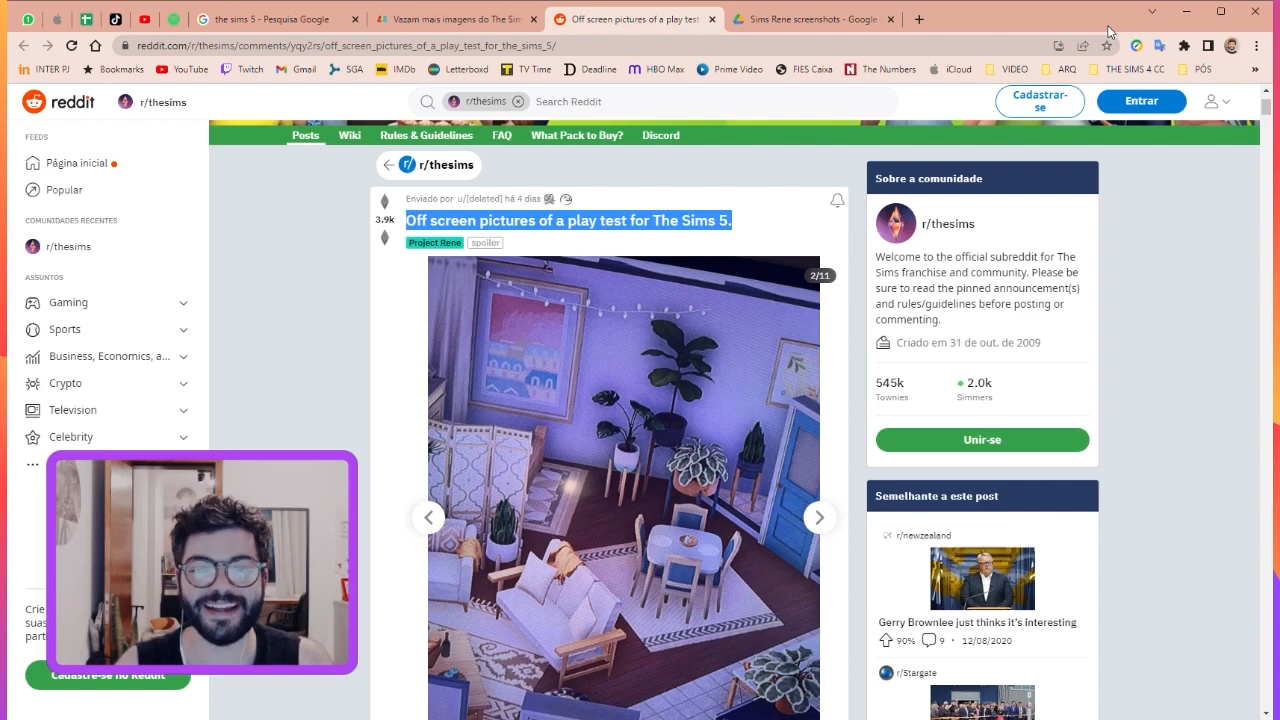 the sims 5 - Pesquisa Google
Vazam mais imagens do The Sim
Off screen pictures of a play test
Sims Rene screenshots - Google
reddit.com/r/thesims/comments/yqy2rs/off_screen_pictures_of_a_play_test_for_the_sims_5/
INTER PJ
Bookmarks
YouTube
Twitch
Gmail
SGA
IMDb
Letterboxd
TV Time
Deadline
HBO Max
Prime Video
FIES Caixa
The Numbers
iCloud
VIDEO
ARQ
THE SIMS 4 CC
PÓS
reddit
r/thesims
r/thesims
Search Reddit
Cadastrar-
se
Entrar
FEEDS
Página inicial
Popular
COMUNIDADES RECENTES
r/thesims
ASSUNTOS
Gaming
Sports
Business, Economics, a...
Crypto
Television
Celebrity
...
Crie
suas
part
Cadastre-se no Reddit
Posts
Wiki
Rules & Guidelines
FAQ
What Pack to Buy?
Discord
r/
r/thesims
3.9k
Enviado por u/[deleted] há 4 dias
Off screen pictures of a play test for The Sims 5.
Project Rene
spoiler
2/11
Sobre a comunidade
r/thesims
Welcome to the official subreddit for The
Sims franchise and community. Please be
sure to read the pinned announcement(s)
and rules/guidelines before posting or
commenting.
Criado em 31 de out. de 2009
545k
2.0k
Townies
Simmers
Unir-se
Semelhante a este post
r/newzealand
Gerry Brownlee just thinks it's interesting
90%
9
12/08/2020
r/Stargate